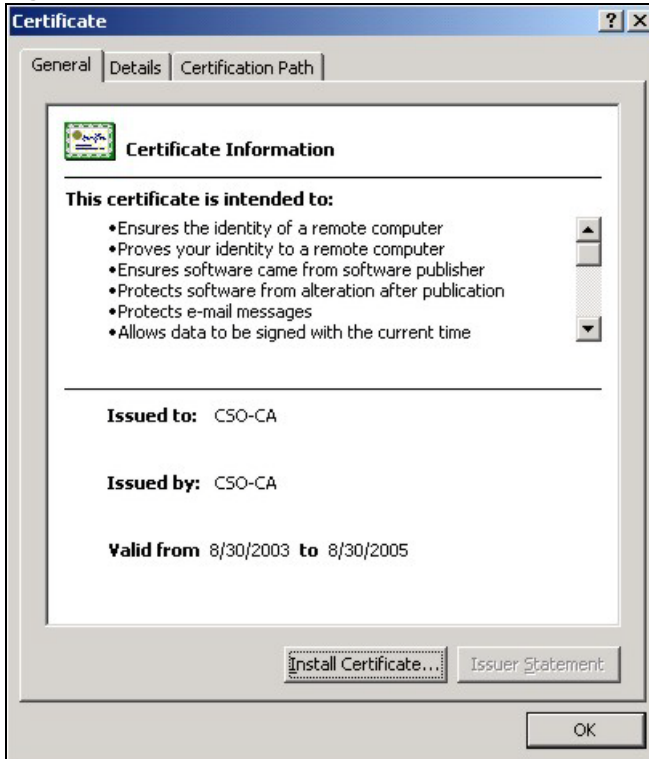 Certificate
General Details Certification Path
Certificate Information
This certificate is intended to:
•Ensures the identity of a remote computer
•Proves your identity to a remote computer
•Ensures software came from software publisher
•Protects software from alteration after publication
•Protects e-mail messages
•Allows data to be signed with the current time
Issued to: CSO-CA
Issued by: CSO-CA
Valid from 8/30/2003 to 8/30/2005
Install Certificate... Issuer Statement
OK